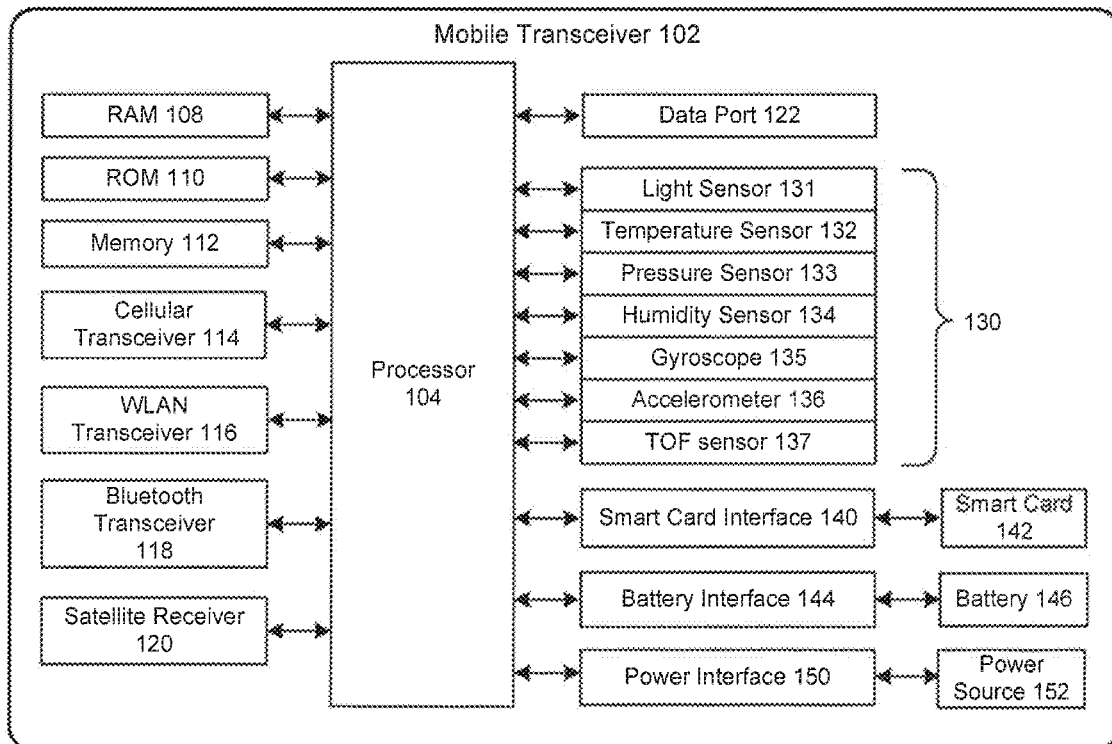 Mobile Transceiver 102
RAM 108
ROM 110
Memory 112
Cellular
Transceiver 114
WLAN
Transceiver 116
Bluetooth
Transceiver
118
Satellite Receiver
120
Processor
104
Data Port 122
Light Sensor 131
Temperature Sensor 132
Pressure Sensor 133
Humidity Sensor 134
Gyroscope 135
Accelerometer 136
TOF sensor 137
130
Smart Card Interface 140
Smart Card
142
Battery Interface 144
Battery 146
Power Interface 150
Power
Source 152